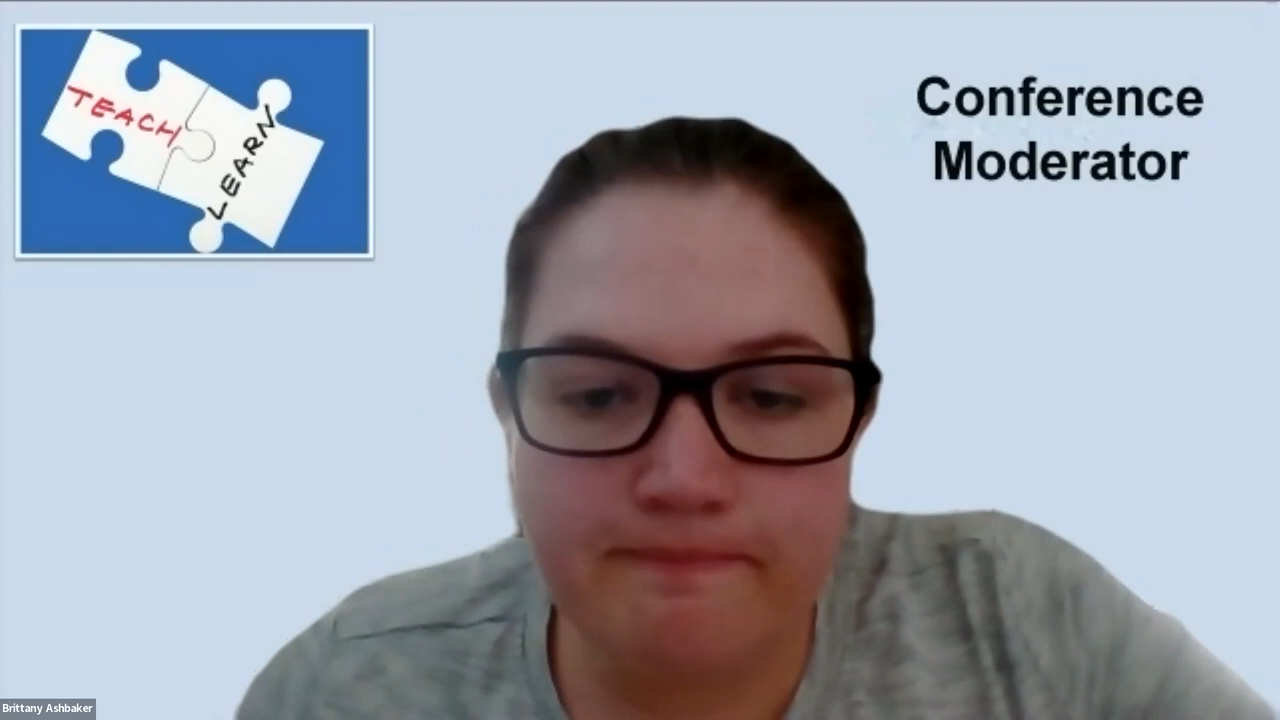 TEACH
LEARN
Conference
Moderator
Brittany Ashbaker